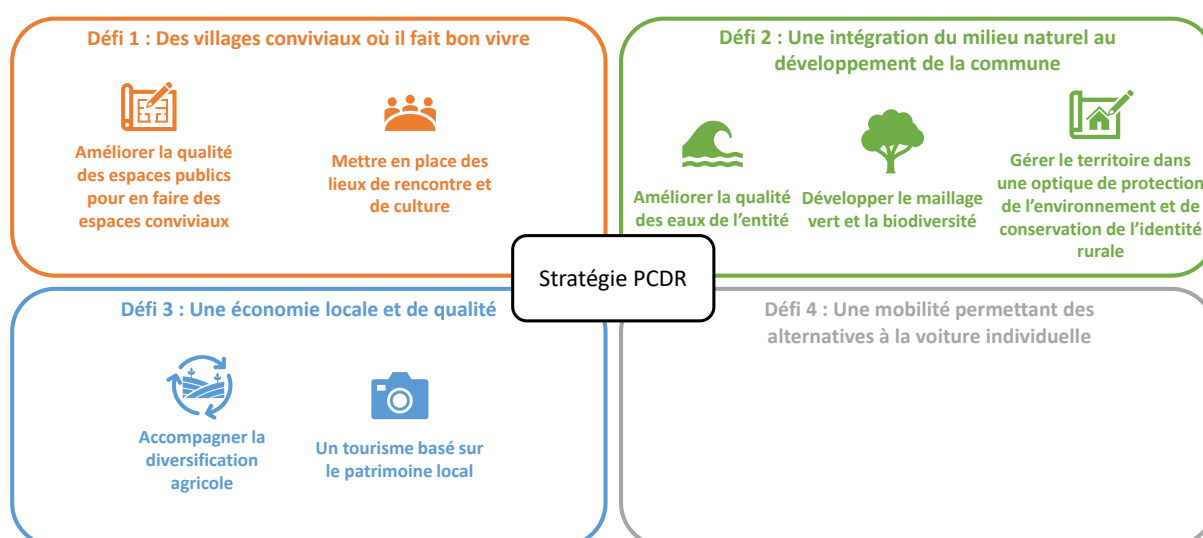 Défi 1 : Des villages conviviaux où il fait bon vivre
Améliorer la qualité
des espaces publics
pour en faire des
espaces conviviaux
Mettre en place des
lieux de rencontre et
de culture
Défi 2 : Une intégration du milieu naturel au
développement de la commune
Améliorer la qualité
des eaux de l'entité
Développer le maillage
vert et la biodiversité
Gérer le territoire dans
une optique de protection
de l'environnement et de
conservation de l'identité
rurale
Stratégie PCDR
Défi 3 : Une économie locale et de qualité
Accompagner la
diversification
agricole
Un tourisme basé sur
le patrimoine local
Défi 4 : Une mobilité permettant des
alternatives à la voiture individuelle